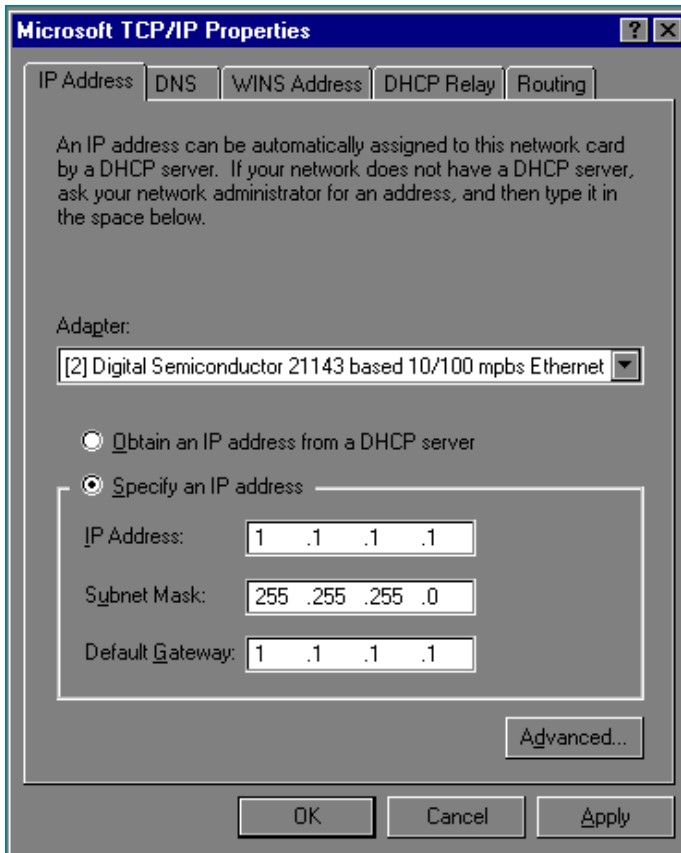 Microsoft TCP/IP Properties
IP Address DNS WINS Address DHCP Relay Routing
An IP address can be automatically assigned to this network card
by a DHCP server. If your network does not have a DHCP server,
ask your network administrator for an address, and then type it in
the space below.
Adapter:
[2] Digital Semiconductor 21143 based 10/100 mpbs Ethernet
Obtain an IP address from a DHCP server
Specify an IP address
IP Address: 1 .1 .1 .1
Subnet Mask: 255 .255 .255 .0
Default Gateway: 1 .1 .1 .1
Advanced...
OK Cancel Apply